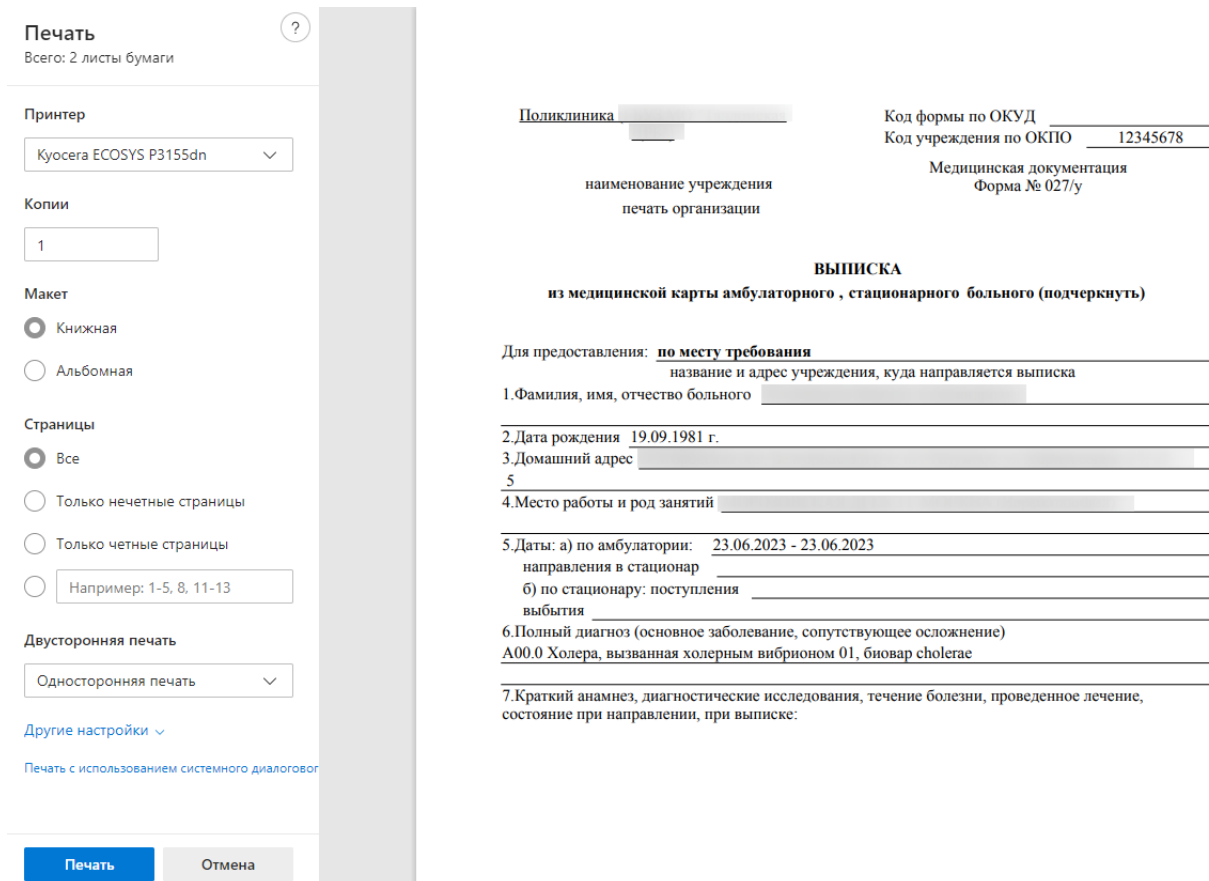 Печать
?
Всего: 2 листы бумаги
Принтер
Kyocera ECOSYS P3155dn
Копии
1
Макет
Книжная
Альбомная
Страницы
Все
Только нечетные страницы
Только четные страницы
Например: 1-5, 8, 11-13
Двусторонняя печать
Односторонняя печать
Другие настройки
Печать с использованием системного диалогового
Печать
Отмена
Поликлиника
Код формы по ОКУД
Код учреждения по ОКПО 12345678
Медицинская документация
Форма № 027/у
наименование учреждения
печать организации
ВЫПИСКА
из медицинской карты амбулаторного , стационарного больного (подчеркнуть)
Для предоставления: по месту требования
название и адрес учреждения, куда направляется выписка
1.Фамилия, имя, отчество больного
2.Дата рождения 19.09.1981 г.
3.Домашний адрес
5
4.Место работы и род занятий
5.Даты: а) по амбулатории: 23.06.2023 - 23.06.2023
направления в стационар
б) по стационару: поступления
выбытия
6.Полный диагноз (основное заболевание, сопутствующее осложнение)
A00.0 Холера, вызванная холерным вибрионом 01, биовар cholerae
7.Краткий анамнез, диагностические исследования, течение болезни, проведенное лечение,
состояние при направлении, при выписке: